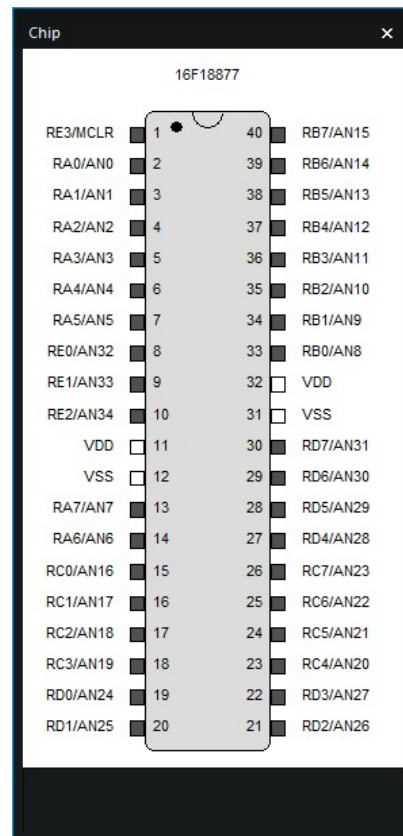 Chip
16F18877
RE3/MCLR 1 40 RB7/AN15
RA0/AN0 2 39 RB6/AN14
RA1/AN1 3 38 RB5/AN13
RA2/AN2 4 37 RB4/AN12
RA3/AN3 5 36 RB3/AN11
RA4/AN4 6 35 RB2/AN10
RA5/AN5 7 34 RB1/AN9
RE0/AN32 8 33 RB0/AN8
RE1/AN33 9 32 VDD
RE2/AN34 10 31 VSS
VDD 11 30 RD7/AN31
VSS 12 29 RD6/AN30
RA7/AN7 13 28 RD5/AN29
RA6/AN6 14 27 RD4/AN28
RC0/AN16 15 26 RC7/AN23
RC1/AN17 16 25 RC6/AN22
RC2/AN18 17 24 RC5/AN21
RC3/AN19 18 23 RC4/AN20
RD0/AN24 19 22 RD3/AN27
RD1/AN25 20 21 RD2/AN26